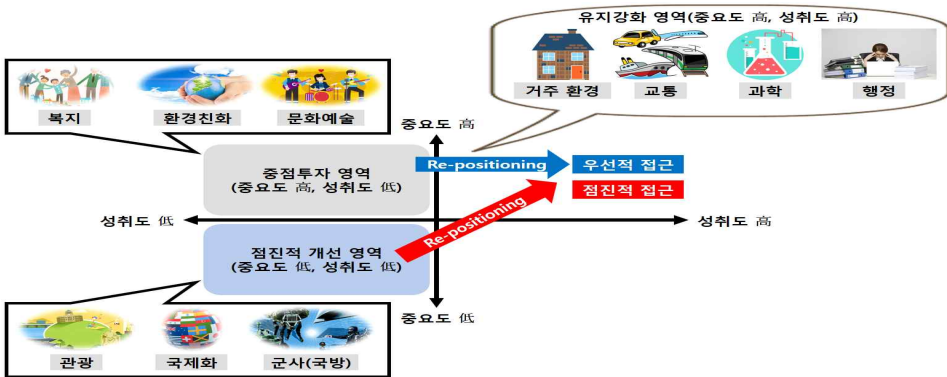 유지강화 영역(중요도 高, 성취도 高)
거주 환경
교통
과학
행정
복지
환경친화
문화예술
중요도 高
중점투자 영역
(중요도 高, 성취도 低)
Re-positioning
우선적 접근
점진적 접근
Re-positioning
성취도 低
성취도 高
점진적 개선 영역
(중요도 低, 성취도 低)
중요도 低
관광
국제화
군사(국방)